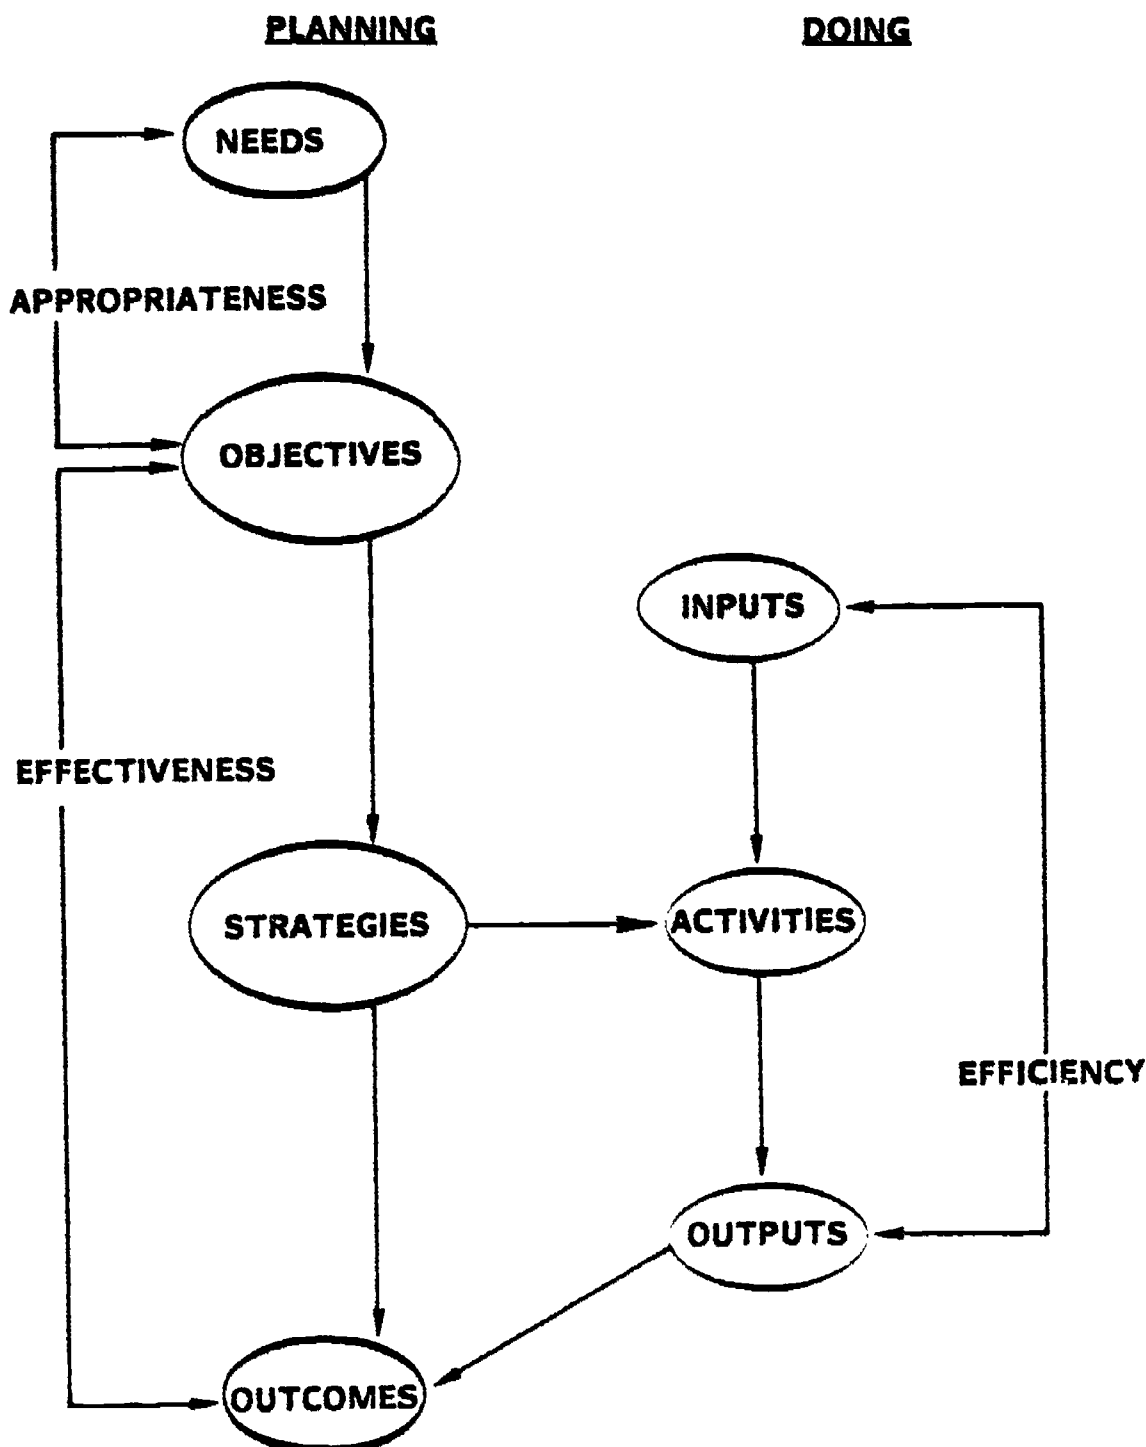 PLANNING
DOING
NEEDS
APPROPRIATENESS
OBJECTIVES
INPUTS
EFFECTIVENESS
STRATEGIES
ACTIVITIES
EFFICIENCY
OUTPUTS
OUTCOMES